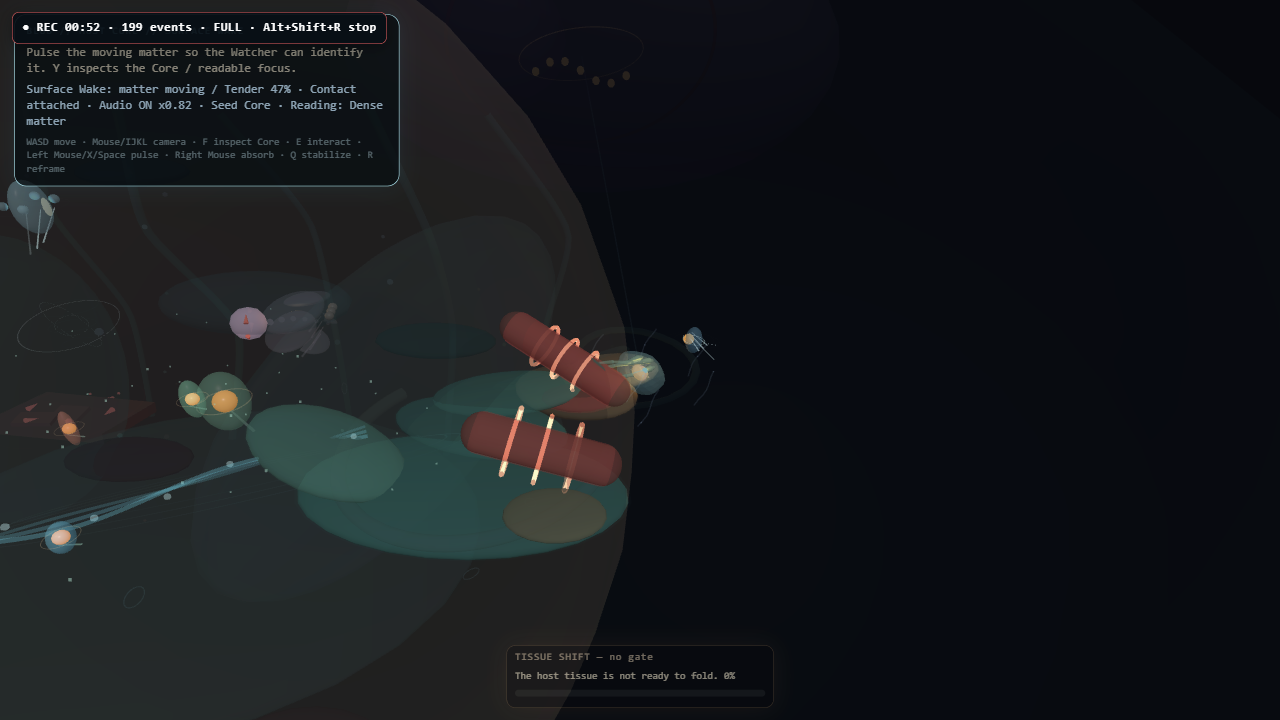 ● REC 00:52 · 199 events · FULL · Alt+Shift+R stop
Pulse the moving matter so the Watcher can identify
it. Y inspects the Core / readable focus.
Surface Wake: matter moving / Tender 47% · Contact
attached · Audio ON x0.82 · Seed Core · Reading: Dense
matter
WASD move · Mouse/IJKL camera · F inspect Core · E interact ·
Left Mouse/X/Space pulse · Right Mouse absorb · Q stabilize · R
reframe
TISSUE SHIFT — no gate
The host tissue is not ready to fold. 0%